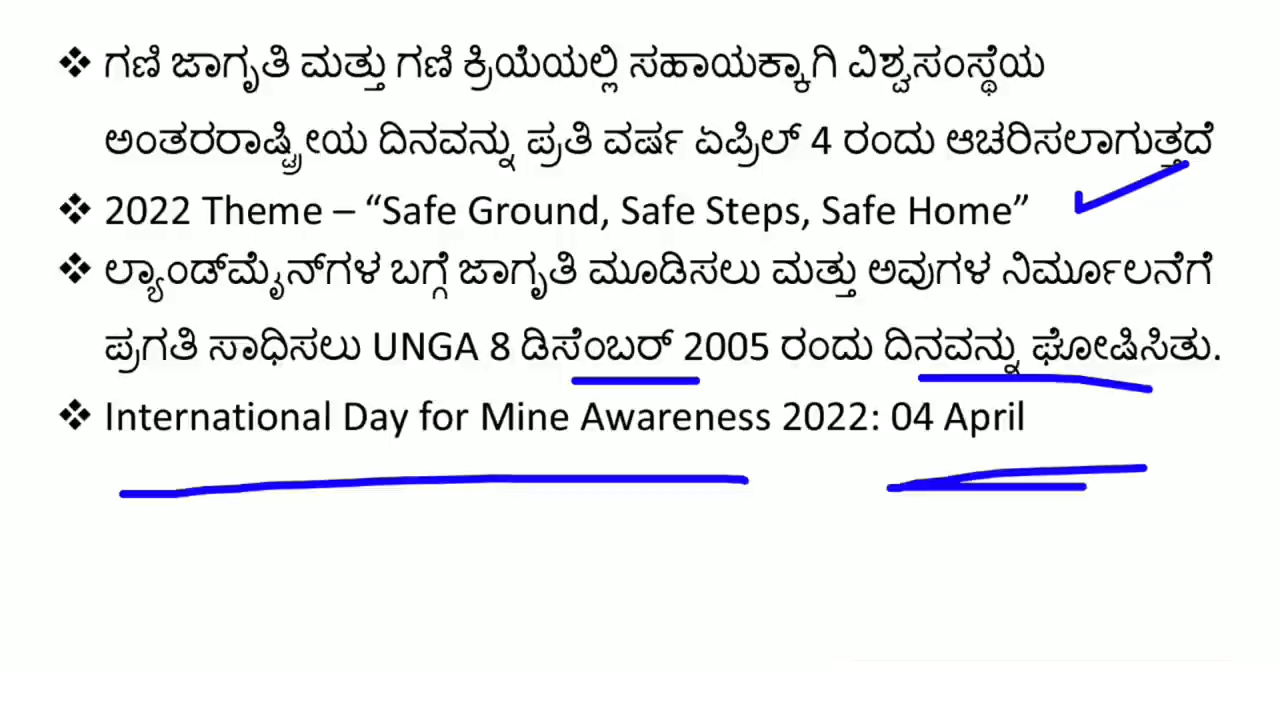 ❖ ಗಣಿ ಜಾಗೃತಿ ಮತ್ತು ಗಣಿ ಕ್ರಿಯೆಯಲ್ಲಿ ಸಹಾಯಕ್ಕಾಗಿ ವಿಶ್ವಸಂಸ್ಥೆಯ
ಅಂತರರಾಷ್ಟ್ರೀಯ ದಿನವನ್ನು ಪ್ರತಿ ವರ್ಷ ಏಪ್ರಿಲ್ 4 ರಂದು ಆಚರಿಸಲಾಗುತ್ತದೆ
❖ 2022 Theme – “Safe Ground, Safe Steps, Safe Home”
❖ ಲ್ಯಾಂಡ್‌ಮೈನ್‌ಗಳ ಬಗ್ಗೆ ಜಾಗೃತಿ ಮೂಡಿಸಲು ಮತ್ತು ಅವುಗಳ ನಿರ್ಮೂಲನೆಗೆ
ಪ್ರಗತಿ ಸಾಧಿಸಲು UNGA 8 ಡಿಸೆಂಬರ್ 2005 ರಂದು ದಿನವನ್ನು ಘೋಷಿಸಿತು.
❖ International Day for Mine Awareness 2022: 04 April